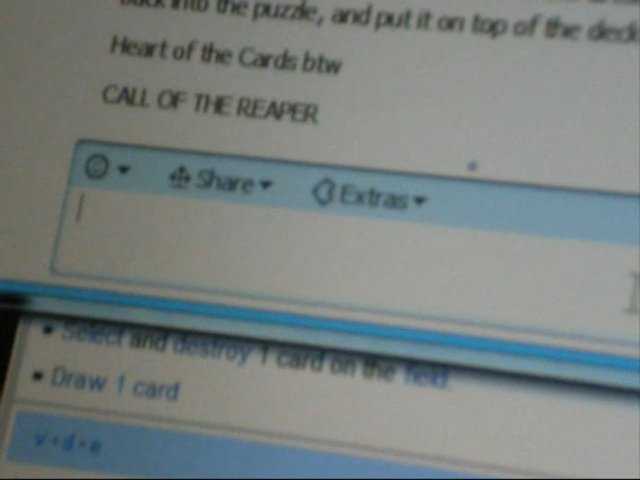 into the puzzle, and put it on top of the deck
Heart of the Cards btw
CALL OF THE REAPER
Share Extras
Select and destroy 1 card on the field.
Draw 1 card
v • d • e